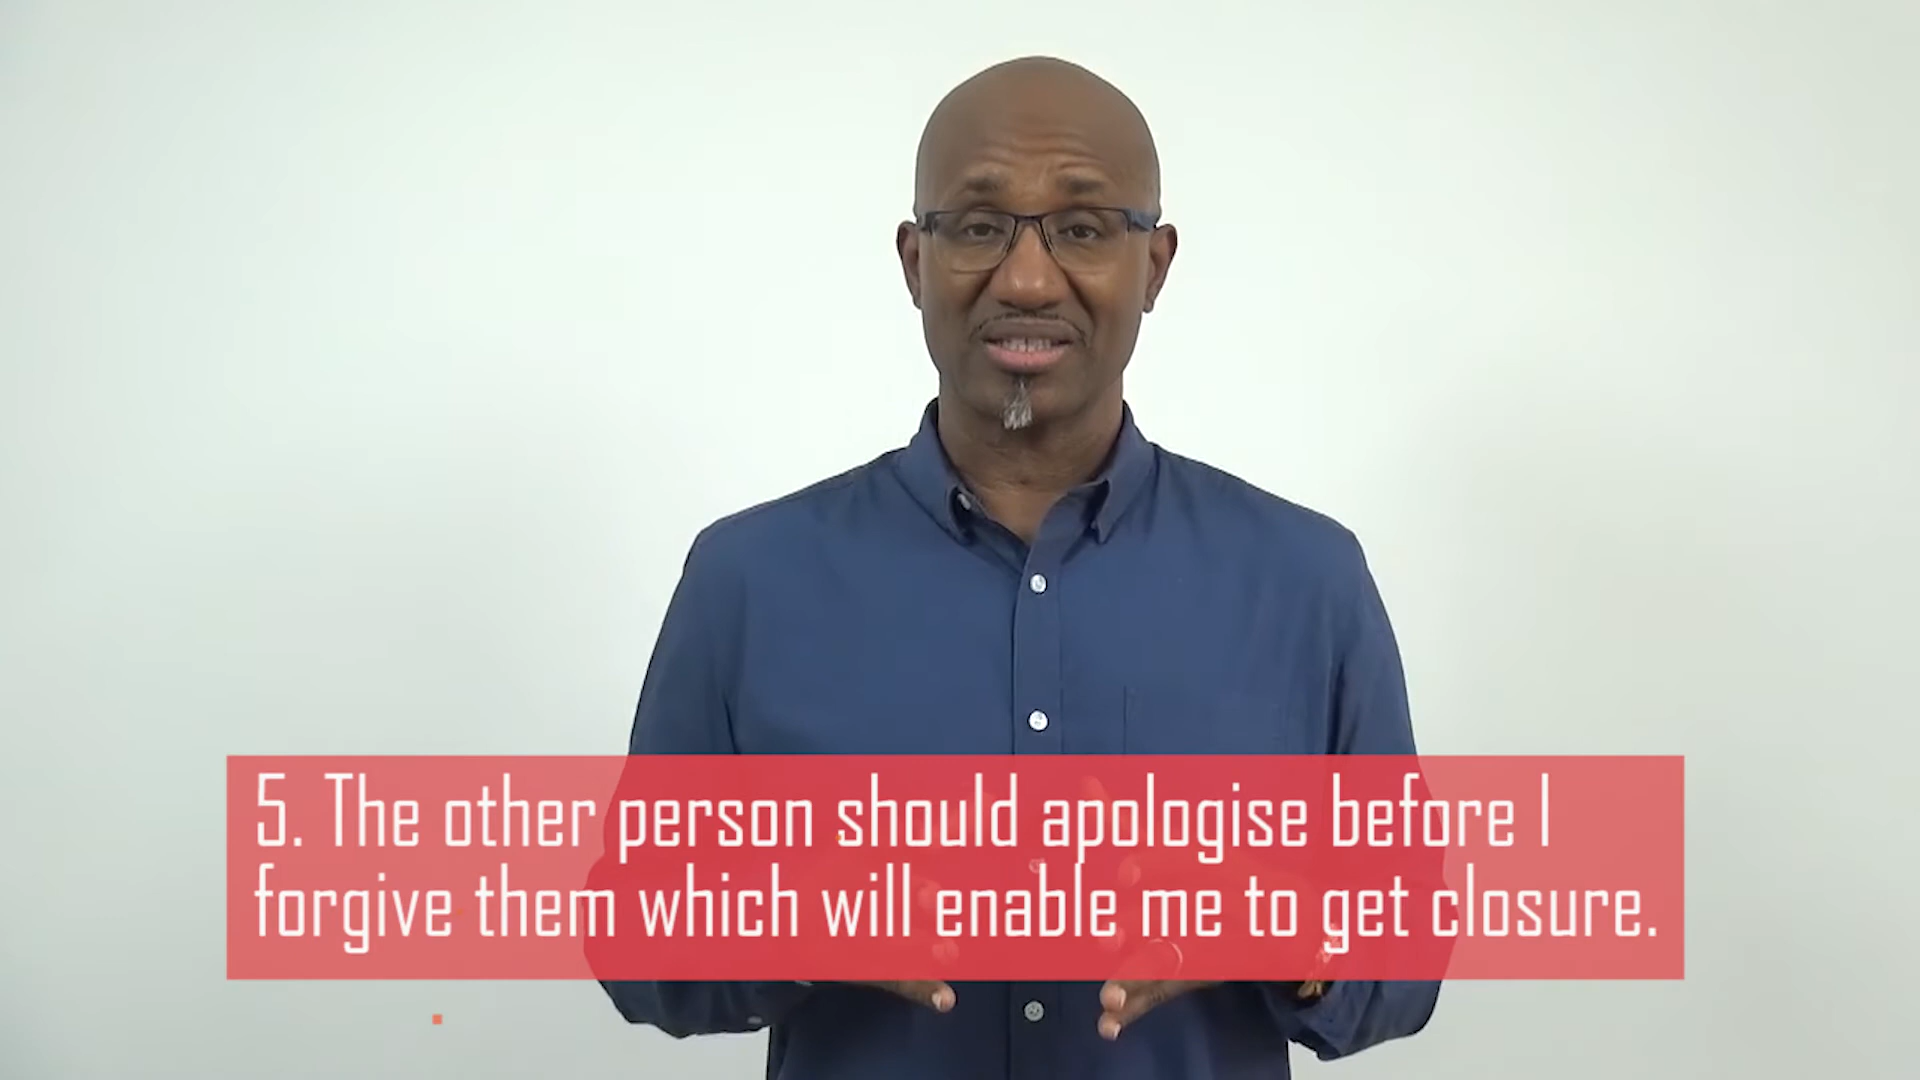 5. The other person should apologise before I
forgive them which will enable me to get closure.